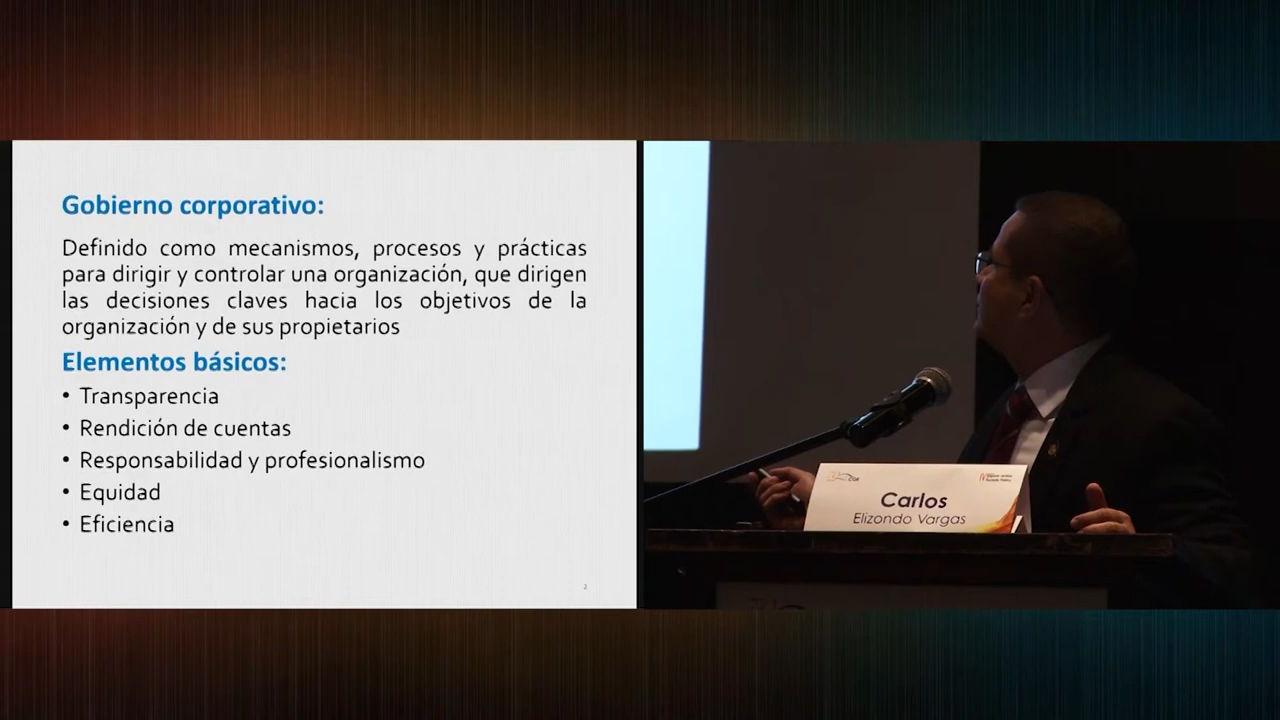 Gobierno corporativo:
Definido como mecanismos, procesos y prácticas
para dirigir y controlar una organización, que dirigen
las decisiones claves hacia los objetivos de la
organización y de sus propietarios
Elementos básicos:
• Transparencia
• Rendición de cuentas
• Responsabilidad y profesionalismo
• Equidad
• Eficiencia
2
CGR
Carlos
Elizondo Vargas